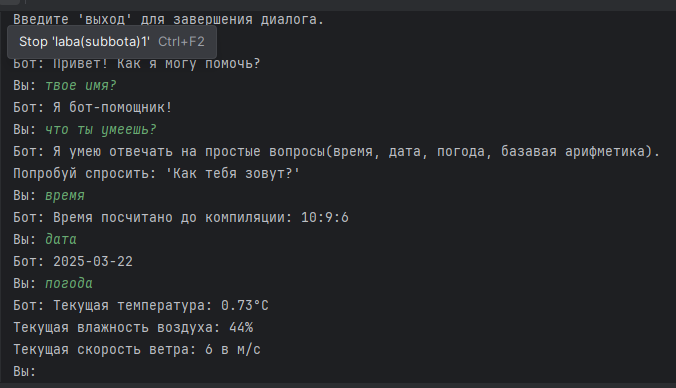 Введите 'выход' для завершения диалога.
Stop 'laba(subbota)1' Ctrl+F2
Бот: Привет! Как я могу помочь?
Вы: твое имя?
Бот: Я бот-помощник!
Вы: что ты умеешь?
Бот: Я умею отвечать на простые вопросы(время, дата, погода, базавая арифметика).
Попробуй спросить: 'Как тебя зовут?'
Вы: время
Бот: Время посчитано до компиляции: 10:9:6
Вы: дата
Бот: 2025-03-22
Вы: погода
Бот: Текущая температура: 0.73°C
Текущая влажность воздуха: 44%
Текущая скорость ветра: 6 в м/с
Вы: